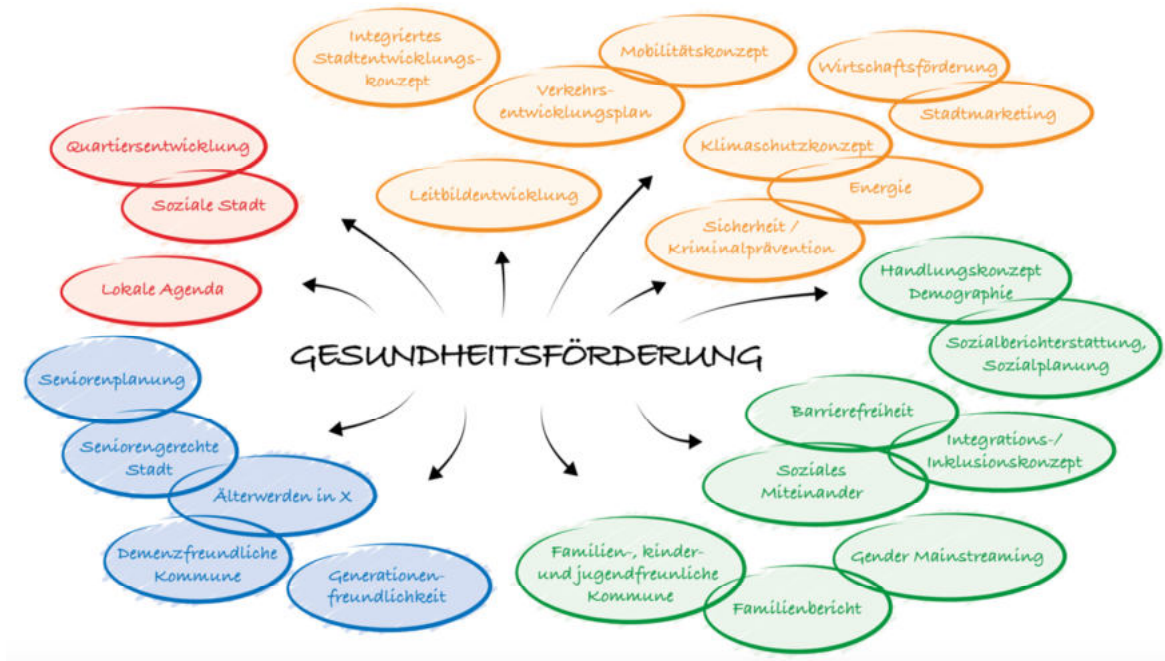 Integriertes
Stadtentwicklungs-
konzept
Mobilitätskonzept
Verkehrs-
entwicklungsplan
Wirtschaftsförderung
Stadtmarketing
Quartiersentwicklung
Soziale Stadt
Leitbildentwicklung
Klimaschutzkonzept
Energie
Sicherheit /
Kriminalprävention
Lokale Agenda
Handlungskonzept
Demographie
Sozialberichterstattung,
Sozialplanung
GESUNDHEITSFÖRDERUNG
Seniorenplanung
Seniorengerechte
Stadt
Älterwerden in X
Demenzfreundliche
Kommune
Generationen-
freundlichkeit
Barrierefreiheit
Integrations-/
Inklusionskonzept
Soziales
Miteinander
Familien-, kinder-
und jugendfreunliche
Kommune
Gender Mainstreaming
Familienbericht